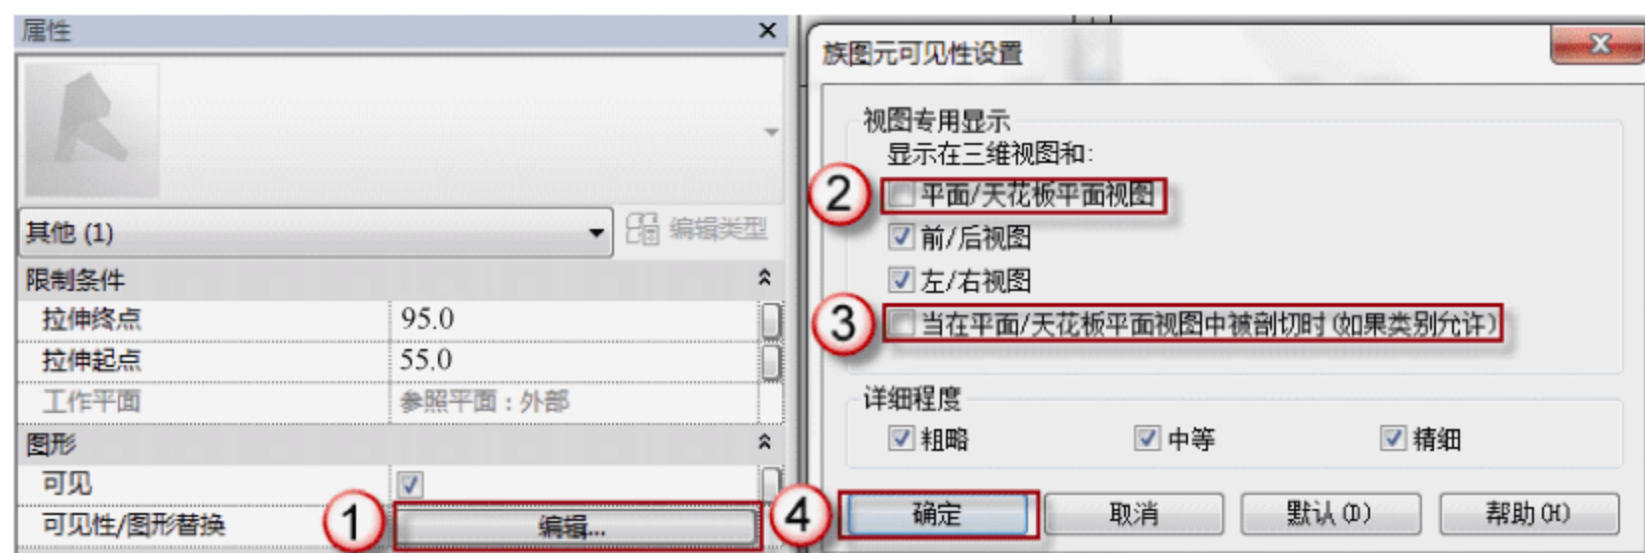 属性
其他 (1)
编辑类型
限制条件
拉伸终点 95.0
拉伸起点 55.0
工作平面 参照平面：外部
图形
可见
可见性/图形替换 ① 编辑...
族图元可见性设置
视图专用显示
显示在三维视图和:
② 平面/天花板平面视图
前/后视图
左/右视图
③ 当在平面/天花板平面视图中被剖切时(如果类别允许)
详细程度
粗略 中等 精细
④ 确定 取消 默认(D) 帮助(H)